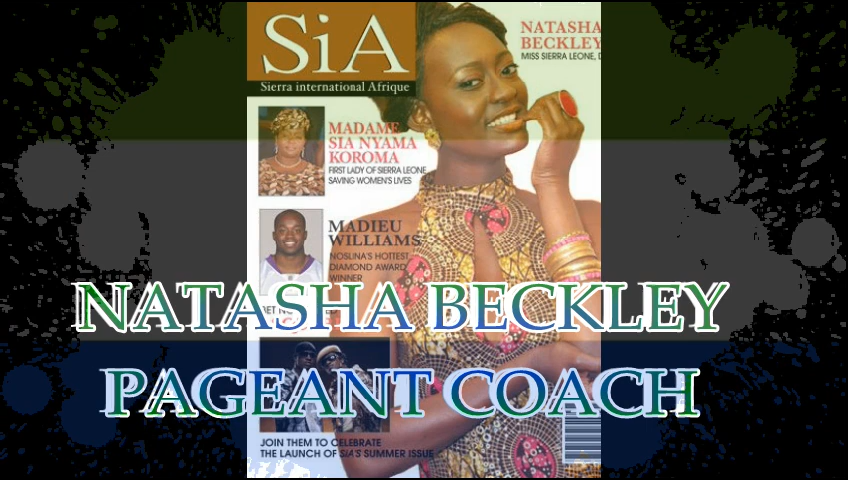 SiA
Sierra international Afrique
NATASHA
BECKLEY
MISS SIERRA LEONE, D
MADAME
SIA NYAMA
KOROMA
FIRST LADY OF SIERRA LEONE
SAVING WOMEN'S LIVES
MADIEU
WILLIAMS
NOSLINA'S HOTTEST
DIAMOND AWARD
WINNER
NATASHA BECKLEY
PAGEANT COACH
JOIN THEM TO CELEBRATE
THE LAUNCH OF SiA'S SUMMER ISSUE